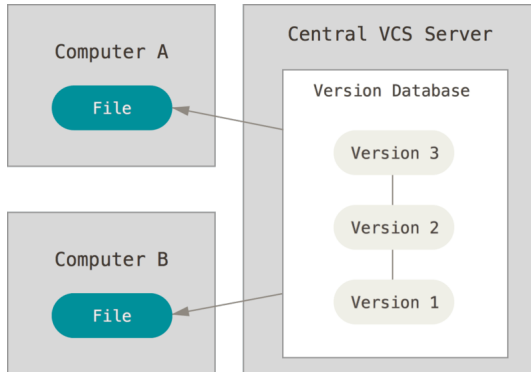 Computer A
File
Computer B
File
Central VCS Server
Version Database
Version 3
Version 2
Version 1